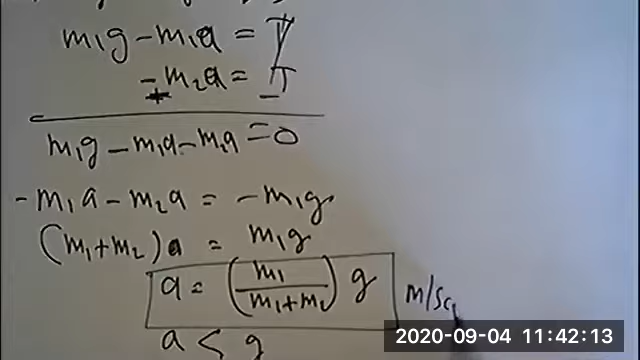 m₁g – m₁a = T
- m₂a = T
m₁g – m₁a – m₂a = 0
- m₁a – m₂a = - m₁g
(m₁+m₂) a = m₁g
a = (m₁/(m₁+m₂)) g
a < g
2020-09-04 11:42:13